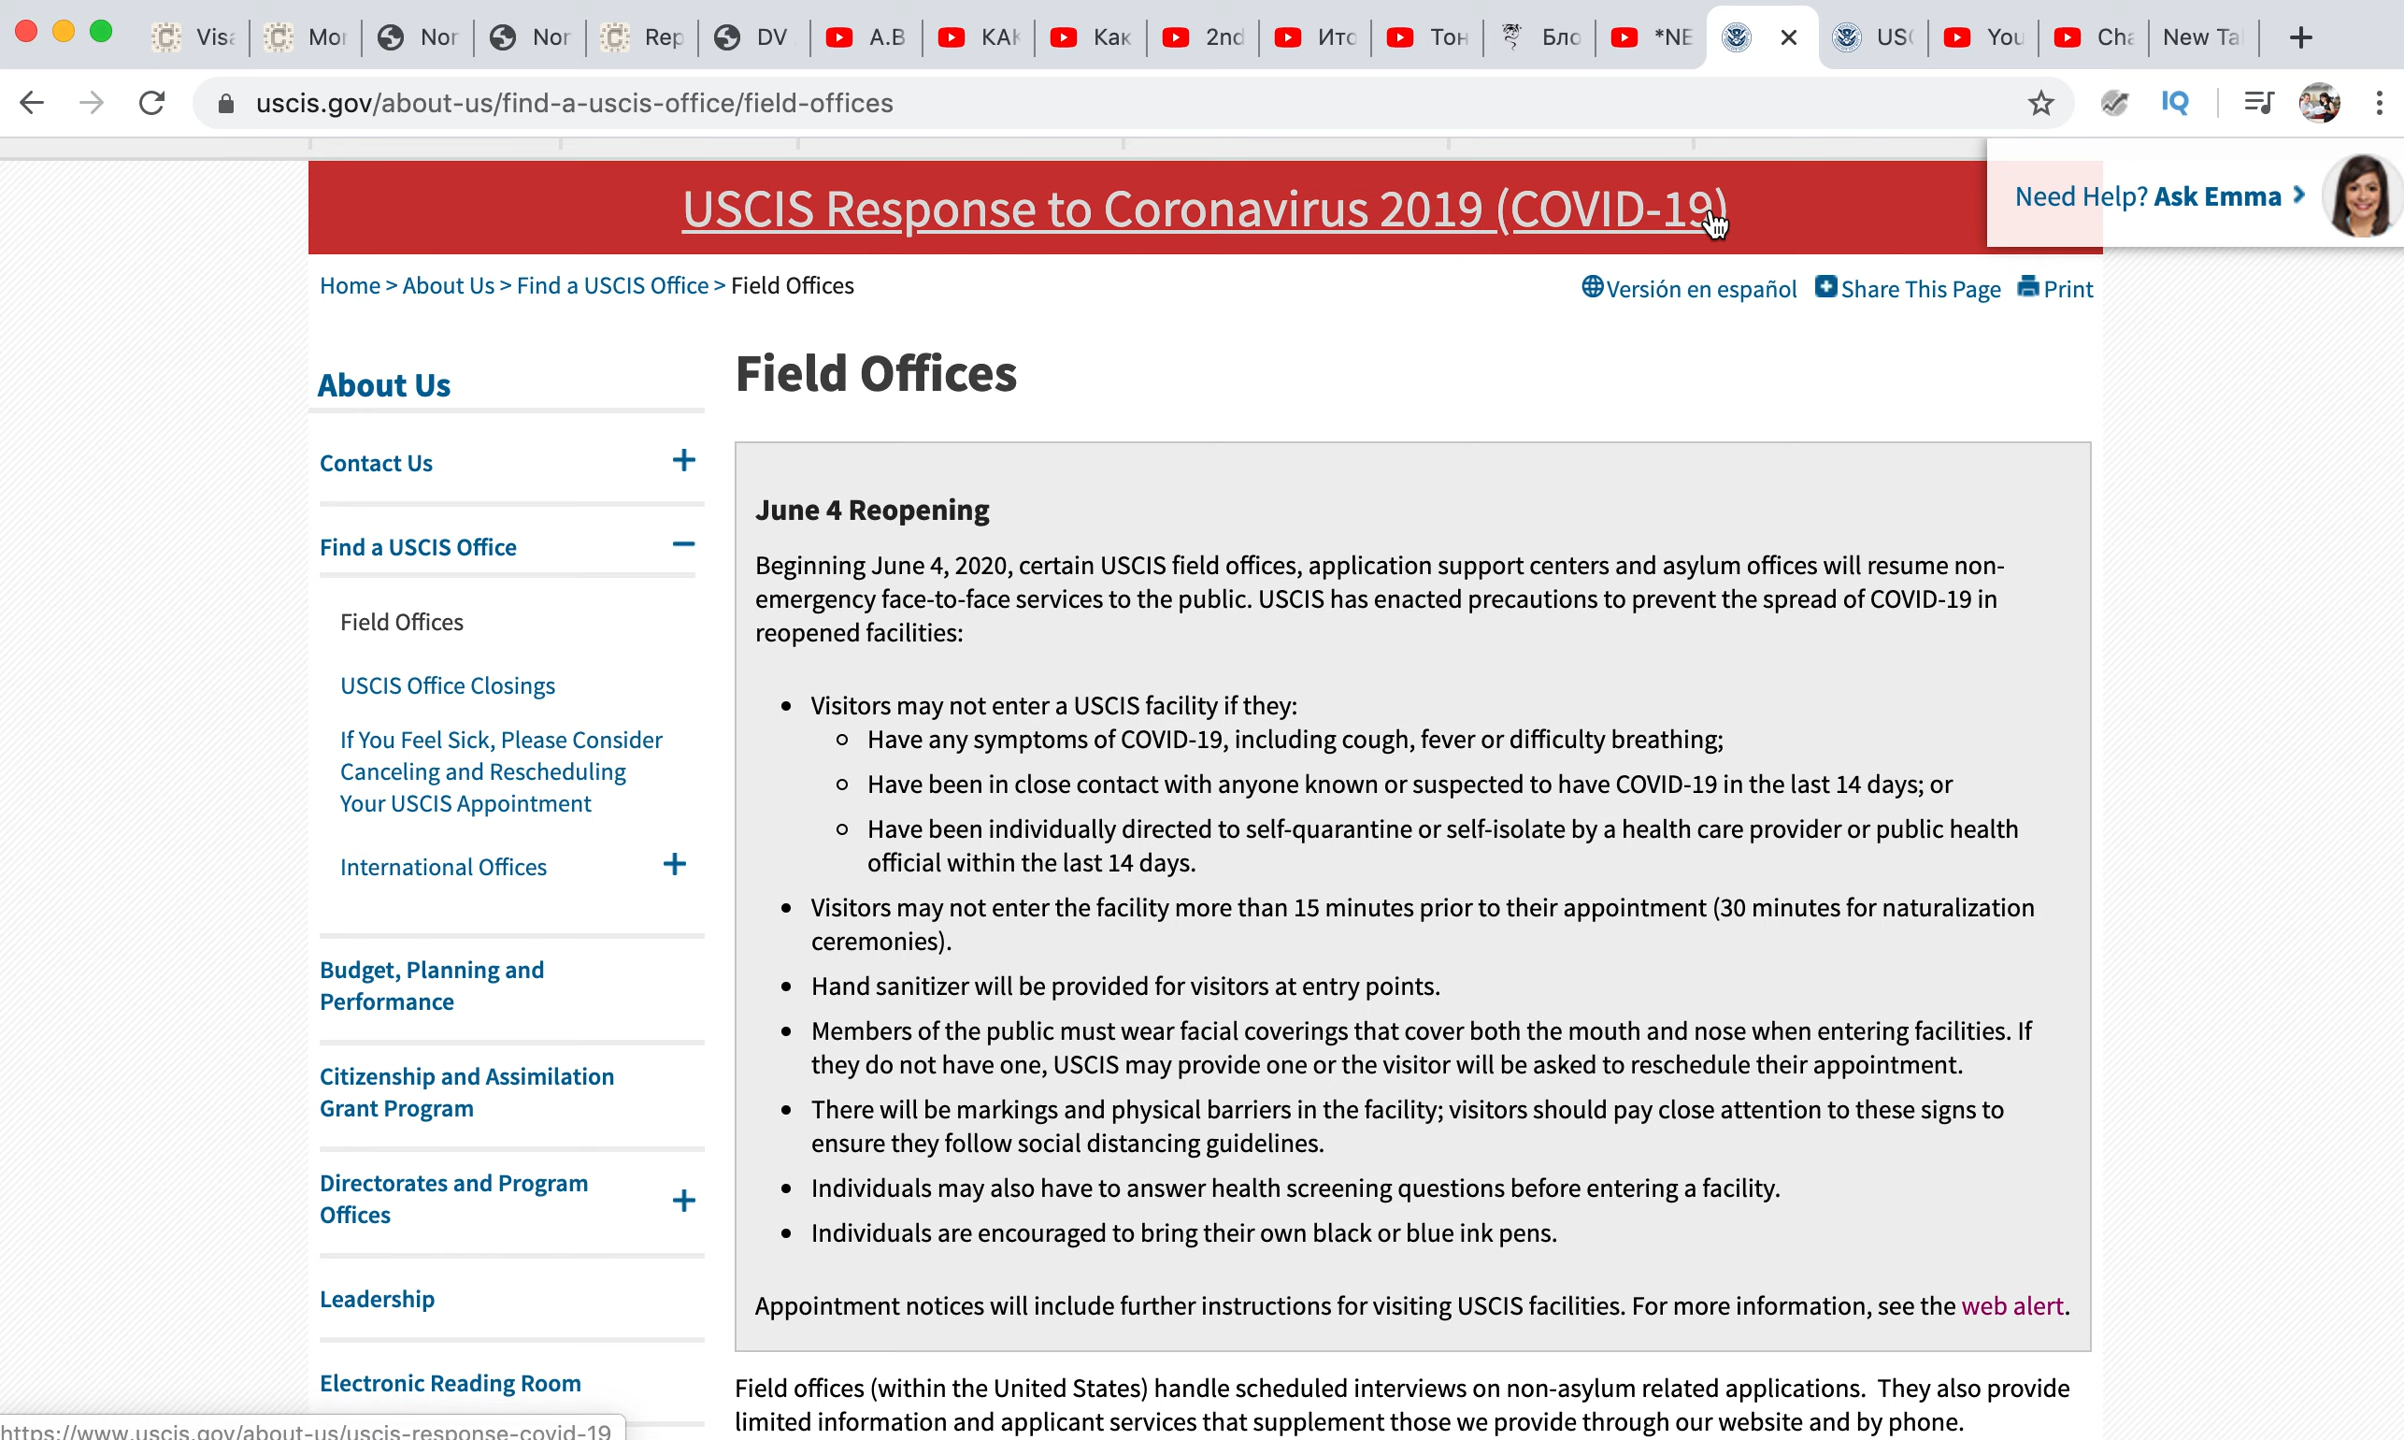 Visa
Mor
Nor
Nor
Rep
DV
A.B
КАК
Как
2nd
Ито
Тон
Бло
*NE
USC
You
Cha
New Ta
uscis.gov/about-us/find-a-uscis-office/field-offices
IQ
USCIS Response to Coronavirus 2019 (COVID-19)
Need Help? Ask Emma
Home > About Us > Find a USCIS Office > Field Offices
Versión en español
Share This Page
Print
About Us
Contact Us
Find a USCIS Office
Field Offices
USCIS Office Closings
If You Feel Sick, Please Consider
Canceling and Rescheduling
Your USCIS Appointment
International Offices
Budget, Planning and
Performance
Citizenship and Assimilation
Grant Program
Directorates and Program
Offices
Leadership
Electronic Reading Room
Field Offices
June 4 Reopening
Beginning June 4, 2020, certain USCIS field offices, application support centers and asylum offices will resume non-
emergency face-to-face services to the public. USCIS has enacted precautions to prevent the spread of COVID-19 in
reopened facilities:
Visitors may not enter a USCIS facility if they:
Have any symptoms of COVID-19, including cough, fever or difficulty breathing;
Have been in close contact with anyone known or suspected to have COVID-19 in the last 14 days; or
Have been individually directed to self-quarantine or self-isolate by a health care provider or public health
official within the last 14 days.
Visitors may not enter the facility more than 15 minutes prior to their appointment (30 minutes for naturalization
ceremonies).
Hand sanitizer will be provided for visitors at entry points.
Members of the public must wear facial coverings that cover both the mouth and nose when entering facilities. If
they do not have one, USCIS may provide one or the visitor will be asked to reschedule their appointment.
There will be markings and physical barriers in the facility; visitors should pay close attention to these signs to
ensure they follow social distancing guidelines.
Individuals may also have to answer health screening questions before entering a facility.
Individuals are encouraged to bring their own black or blue ink pens.
Appointment notices will include further instructions for visiting USCIS facilities. For more information, see the web alert.
Field offices (within the United States) handle scheduled interviews on non-asylum related applications. They also provide
limited information and applicant services that supplement those we provide through our website and by phone.
https://www.uscis.gov/about-us/uscis-response-covid-19